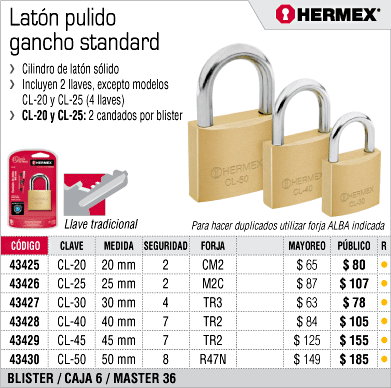 Latón pulido
gancho standard
HERMEX®
Cilindro de latón sólido
Incluyen 2 llaves, excepto modelos
CL-20 y CL-25 (4 llaves)
CL-20 y CL-25: 2 candados por blister
HERMEX
CL-50
HERMEX
CL-40
HERMEX
HERMEX
Llave tradicional
Para hacer duplicados utilizar forja ALBA indicada
CÓDIGO CLAVE MEDIDA SEGURIDAD FORJA MAYOREO PÚBLICO R
43425 CL-20 20 mm 2 CM2 $ 65 $ 80
43426 CL-25 25 mm 2 M2C $ 87 $ 107
43427 CL-30 30 mm 4 TR3 $ 63 $ 78
43428 CL-40 40 mm 7 TR2 $ 84 $ 105
43429 CL-45 45 mm 7 TR2 $ 125 $ 155
43430 CL-50 50 mm 8 R47N $ 149 $ 185
BLISTER / CAJA 6 / MASTER 36